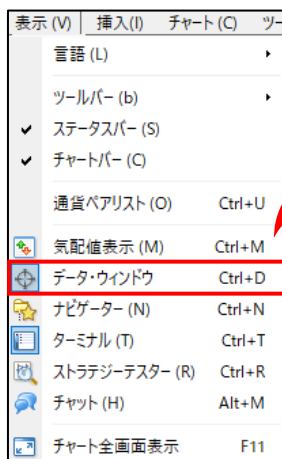 表示 (V) 挿入(I) チャート (C) ツー
言語 (L)
ツールバー (b)
ステータスバー (S)
チャートバー (C)
通貨ペアリスト (O) Ctrl+U
気配値表示 (M) Ctrl+M
データ・ウィンドウ Ctrl+D
ナビゲーター (N) Ctrl+N
ターミナル (T) Ctrl+T
ストラテジーテスター (R) Ctrl+R
チャット (H) Alt+M
チャート全画面表示 F11